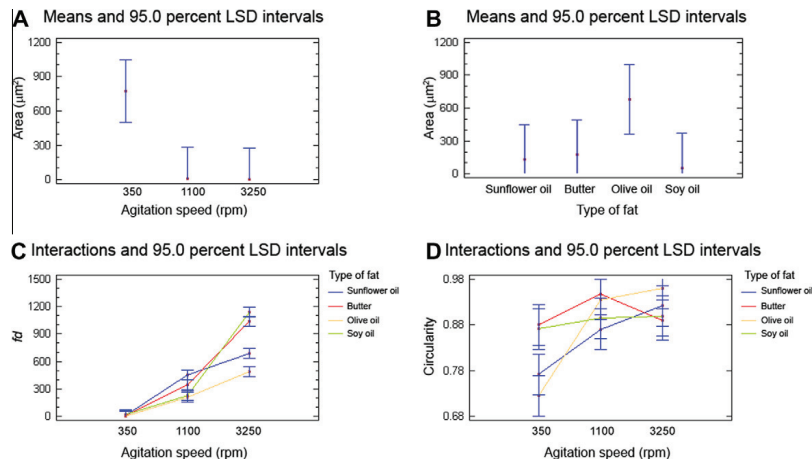 A Means and 95.0 percent LSD intervals
1200
900
600
300
0
Area (μm²)
350 1100 3250
Agitation speed (rpm)
B Means and 95.0 percent LSD intervals
1200
900
600
300
0
Area (μm²)
Sunflower oil Butter Olive oil Soy oil
Type of fat
C Interactions and 95.0 percent LSD intervals
1500
1200
900
600
300
0
fd
350 1100 3250
Agitation speed (rpm)
Type of fat
Sunflower oil
Butter
Olive oil
Soy oil
D Interactions and 95.0 percent LSD intervals
0.98
0.88
0.78
0.68
Circularity
350 1100 3250
Agitation speed (rpm)
Type of fat
Sunflower oil
Butter
Olive oil
Soy oil